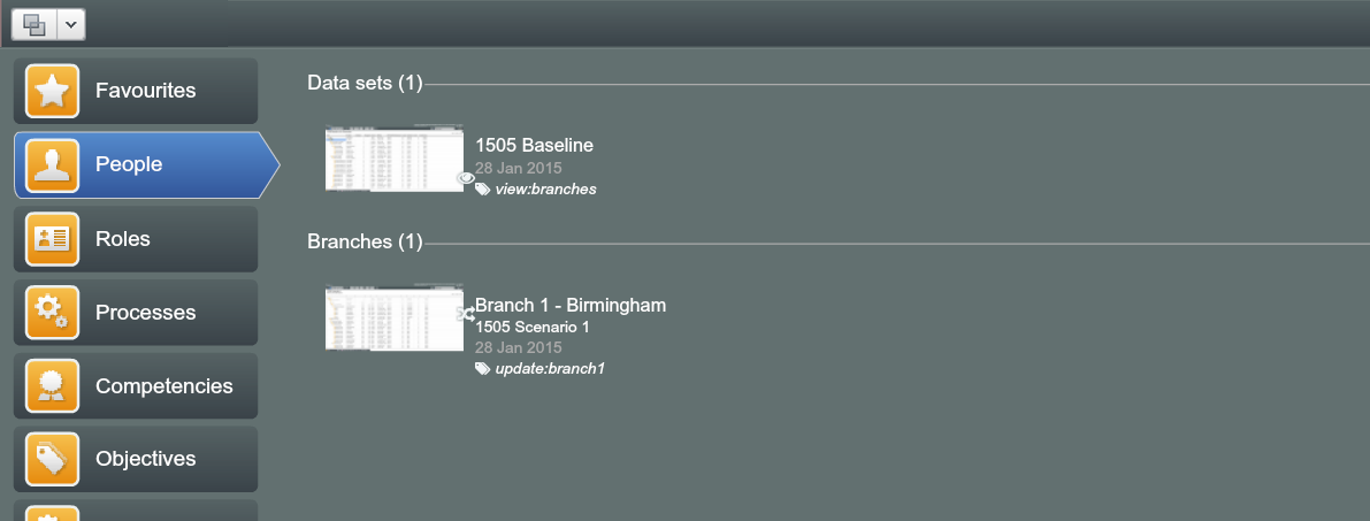 Favourites
People
Roles
Processes
Competencies
Objectives
Data sets (1)
1505 Baseline
28 Jan 2015
view:branches
Branches (1)
Branch 1 - Birmingham
1505 Scenario 1
28 Jan 2015
update:branch1